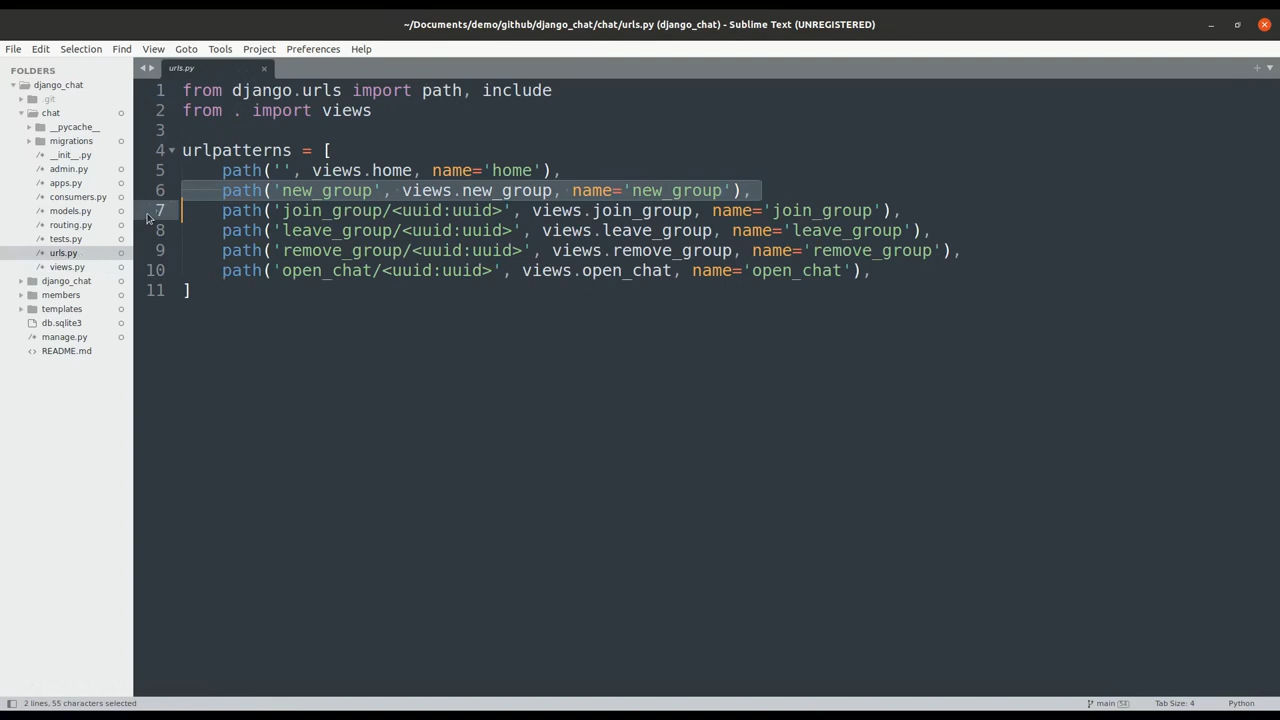 ~/Documents/demo/github/django_chat/chat/urls.py (django_chat) - Sublime Text (UNREGISTERED)
File Edit Selection Find View Goto Tools Project Preferences Help
FOLDERS
django_chat
.git
chat
__pycache__
migrations
__init__.py
admin.py
apps.py
consumers.py
models.py
routing.py
tests.py
urls.py
views.py
django_chat
members
templates
db.sqlite3
manage.py
README.md
urls.py
1 from django.urls import path, include
2 from . import views
3
4 urlpatterns = [
5     path('', views.home, name='home'),
6     path('new_group', views.new_group, name='new_group'),
7     path('join_group/<uuid:uuid>', views.join_group, name='join_group'),
8     path('leave_group/<uuid:uuid>', views.leave_group, name='leave_group'),
9     path('remove_group/<uuid:uuid>', views.remove_group, name='remove_group'),
10     path('open_chat/<uuid:uuid>', views.open_chat, name='open_chat'),
11 ]
2 lines, 55 characters selected
main 54
Tab Size: 4
Python